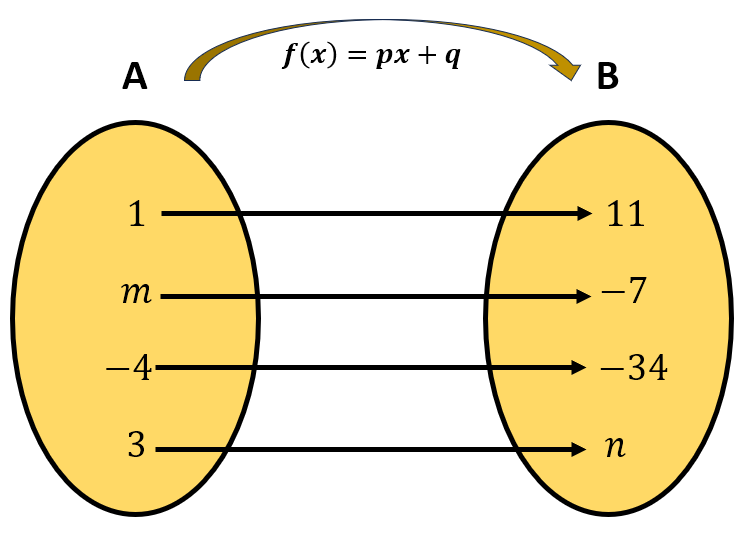 f(x) = px + q
A B
1 11
m −7
−4 −34
3 n